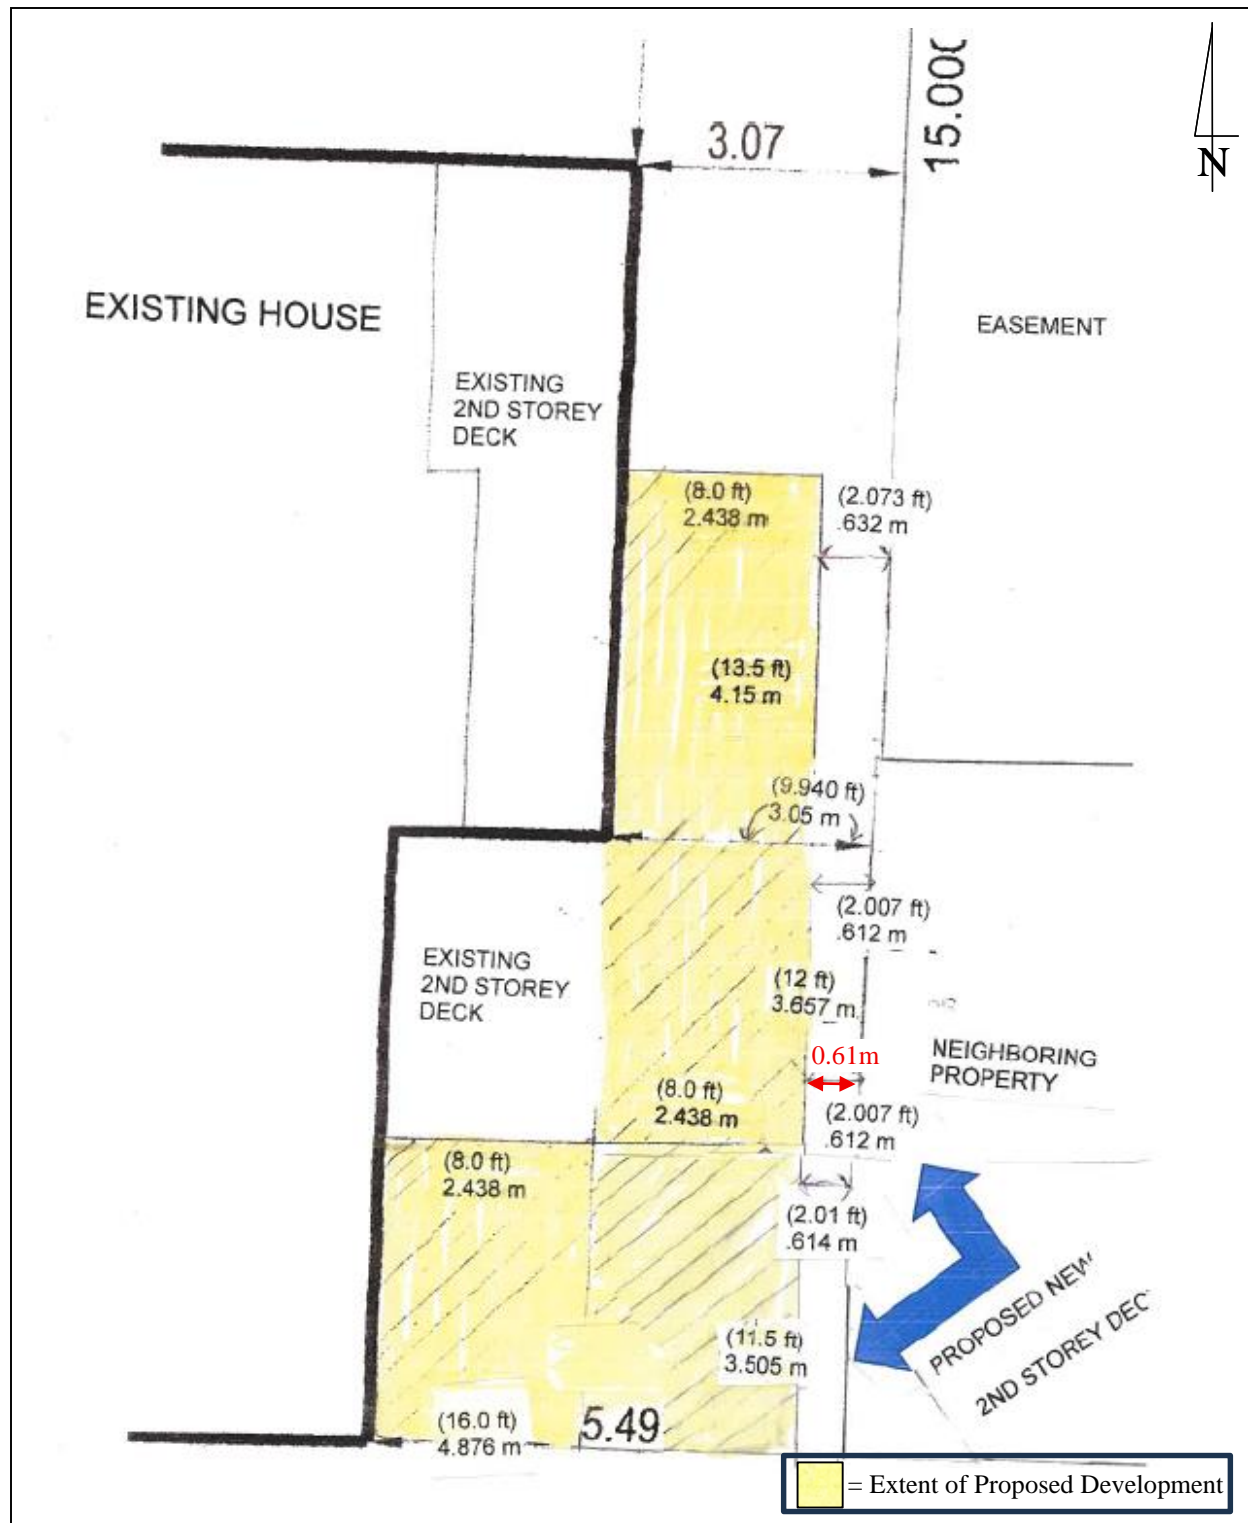 3.07
15.00(
N
EXISTING HOUSE
EASEMENT
EXISTING
2ND STOREY
DECK
(8.0 ft)
2.438 m
(2.073 ft)
.632 m
(13.5 ft)
4.15 m
(9.940 ft)
3.05 m
(2.007 ft)
.612 m
EXISTING
2ND STOREY
DECK
(12 ft)
3.657 m
0.61m
NEIGHBORING
PROPERTY
(8.0 ft)
2.438 m
(2.007 ft)
.612 m
(8.0 ft)
2.438 m
(2.01 ft)
.614 m
PROPOSED NEW
2ND STOREY DEC
(11.5 ft)
3.505 m
(16.0 ft)
4.876 m
5.49
= Extent of Proposed Development